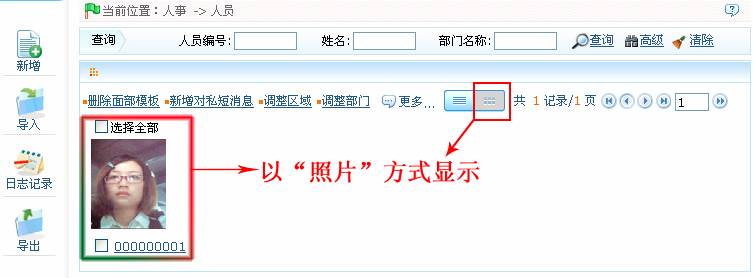 当前位置：人事 -> 人员
查询 人员编号: 姓名: 部门名称: 查询 高级 清除
新增
导入
日志记录
导出
删除面部模板 新增对私短消息 调整区域 调整部门 更多... 共 1 记录/1 页 1
选择全部
以“照片”方式显示
000000001